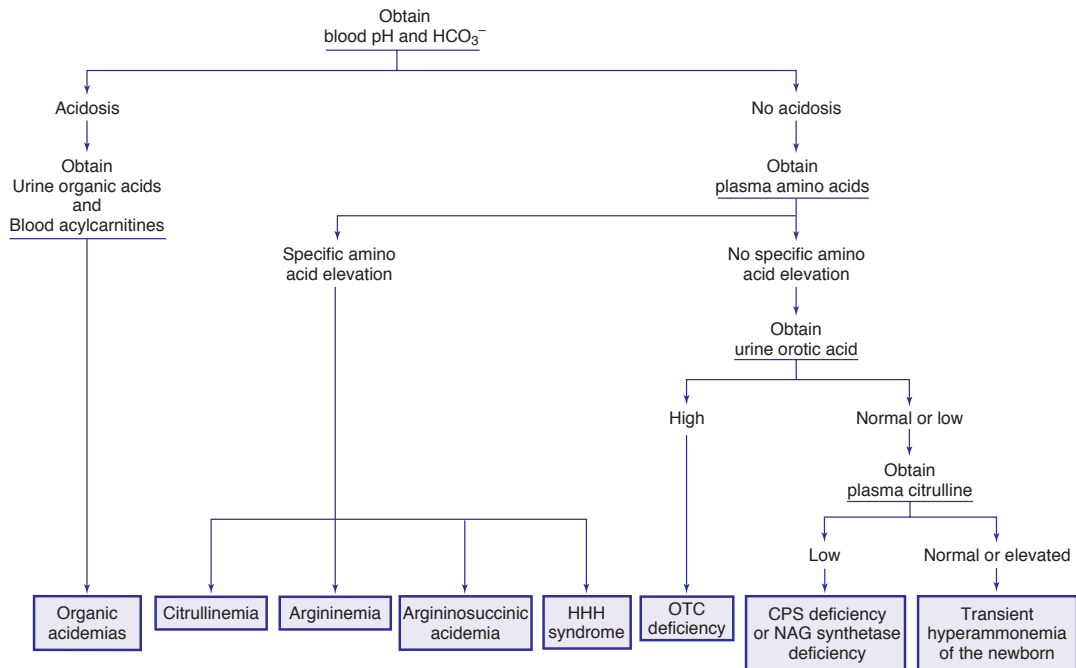 Obtain
blood pH and HCO₃⁻
Acidosis
No acidosis
Obtain
Urine organic acids
and
Blood acylcarnitines
Obtain
plasma amino acids
Specific amino
acid elevation
No specific amino
acid elevation
Obtain
urine orotic acid
High
Normal or low
Obtain
plasma citrulline
Low
Normal or elevated
Organic
acidemias
Citrullinemia
Argininemia
Argininosuccinic
acidemia
HHH
syndrome
OTC
deficiency
CPS deficiency
or NAG synthetase
deficiency
Transient
hyperammonemia
of the newborn